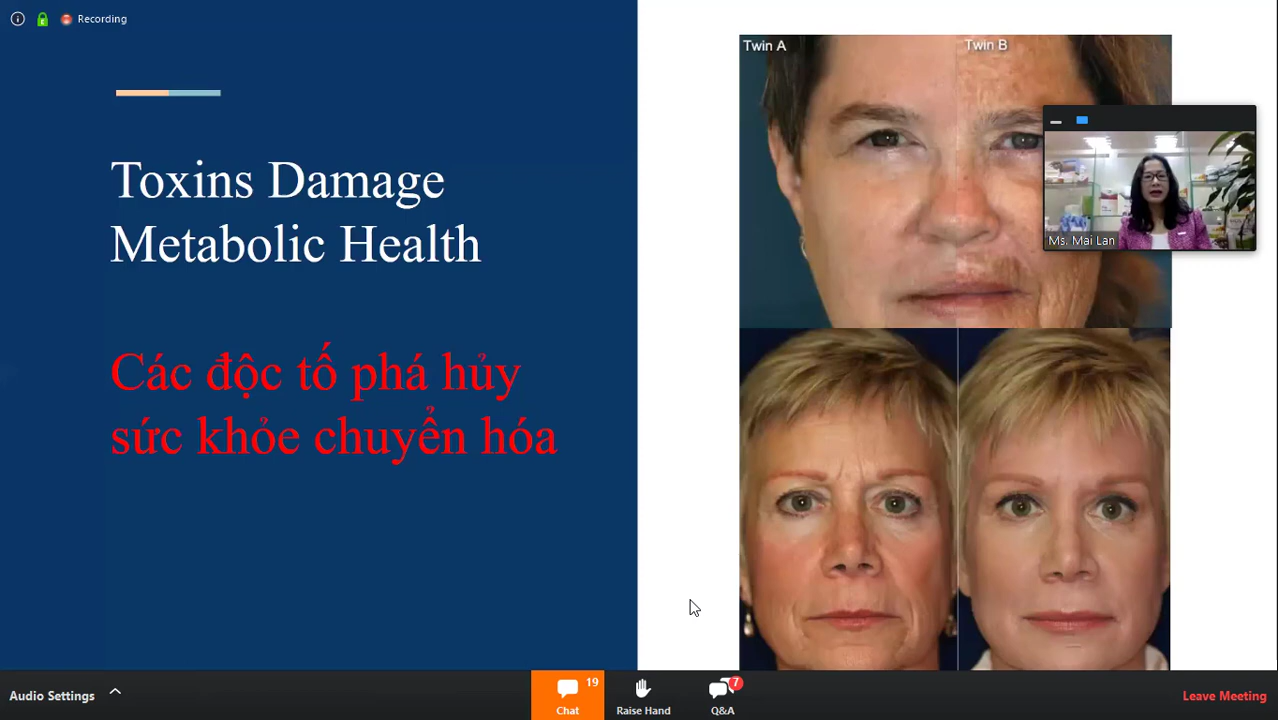 Recording
Toxins Damage
Metabolic Health
Các độc tố phá hủy
sức khỏe chuyển hóa
Twin A
Twin B
Ms. Mai Lan
Audio Settings
Chat
19
Raise Hand
Q&A
7
Leave Meeting